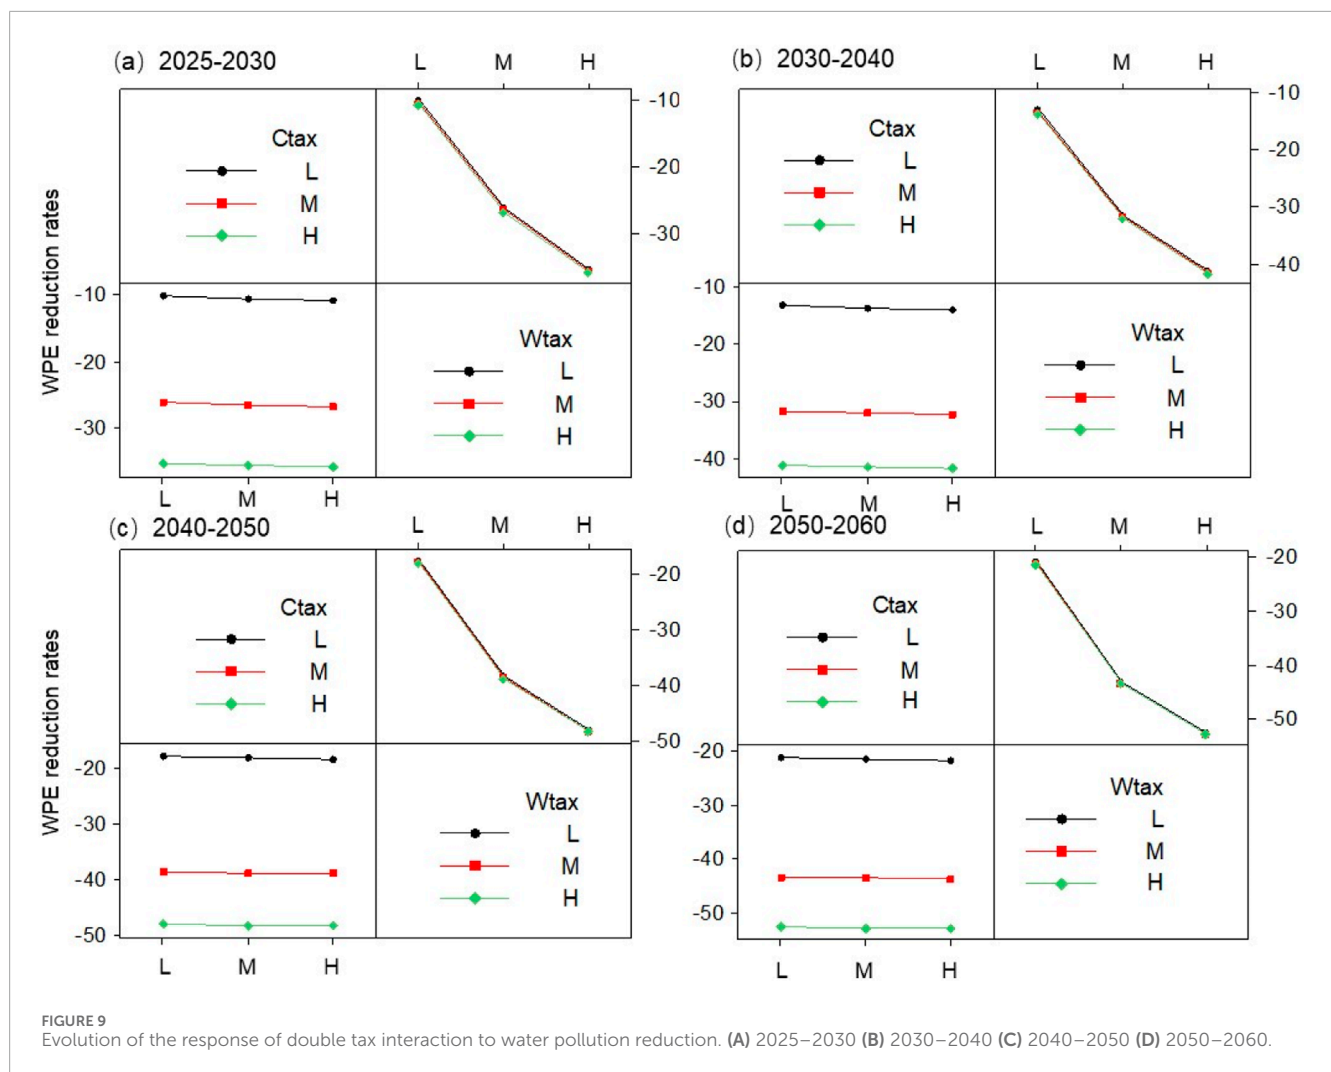 (a) 2025-2030
L M H
(b) 2030-2040
L M H
-10
-20
-30
Ctax
L
M
H
-10
-20
-30
-40
Ctax
L
M
H
WPE reduction rates
-10
-20
-30
Wtax
L
M
H
-10
-20
-30
-40
Wtax
L
M
H
L M H
L M H
(c) 2040-2050
L M H
(d) 2050-2060
L M H
-20
-30
-40
-50
Ctax
L
M
H
-20
-30
-40
-50
Ctax
L
M
H
WPE reduction rates
-20
-30
-40
-50
Wtax
L
M
H
-20
-30
-40
-50
Wtax
L
M
H
L M H
L M H
FIGURE 9
Evolution of the response of double tax interaction to water pollution reduction. (A) 2025–2030 (B) 2030–2040 (C) 2040–2050 (D) 2050–2060.